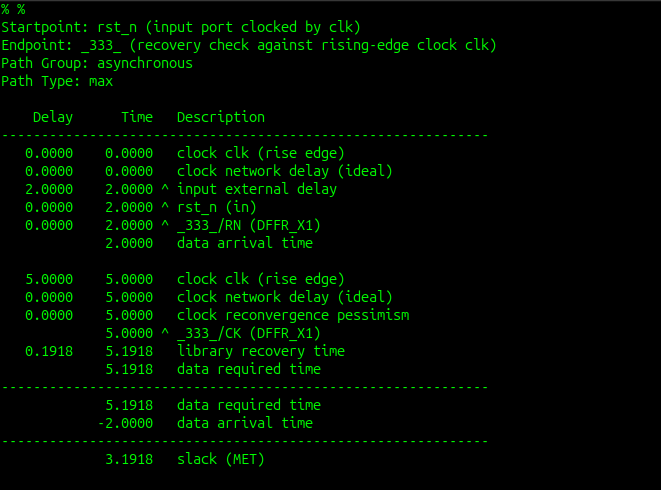 % %
Startpoint: rst_n (input port clocked by clk)
Endpoint: _333_ (recovery check against rising-edge clock clk)
Path Group: asynchronous
Path Type: max
    Delay      Time   Description
-------------------------------------------------------------
   0.0000    0.0000   clock clk (rise edge)
   0.0000    0.0000   clock network delay (ideal)
   2.0000    2.0000 ^ input external delay
   0.0000    2.0000 ^ rst_n (in)
   0.0000    2.0000 ^ _333_/RN (DFFR_X1)
             2.0000   data arrival time
   5.0000    5.0000   clock clk (rise edge)
   0.0000    5.0000   clock network delay (ideal)
   0.0000    5.0000   clock reconvergence pessimism
             5.0000 ^ _333_/CK (DFFR_X1)
   0.1918    5.1918   library recovery time
             5.1918   data required time
-------------------------------------------------------------
             5.1918   data required time
            -2.0000   data arrival time
-------------------------------------------------------------
             3.1918   slack (MET)